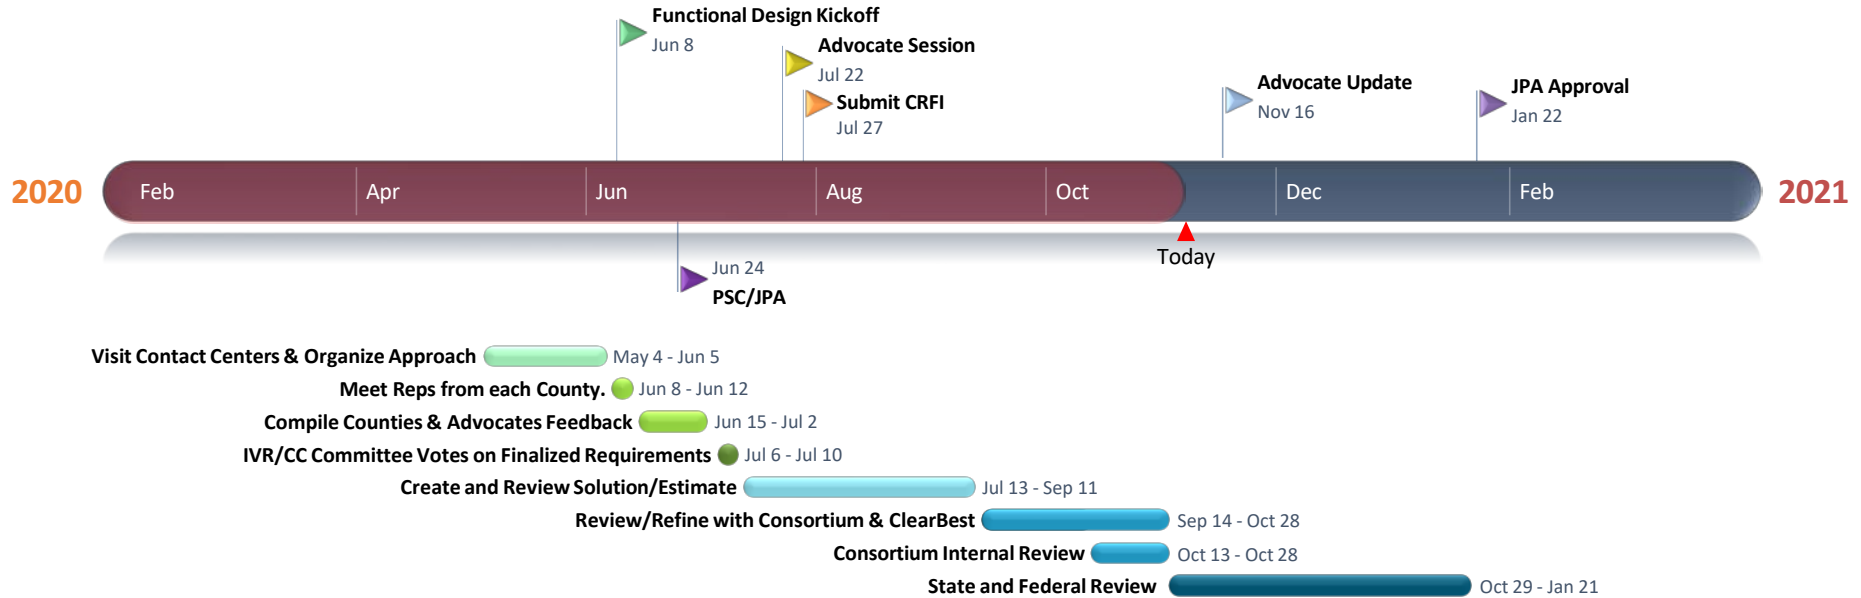 Functional Design Kickoff
Jun 8
Advocate Session
Jul 22
Submit CRFI
Jul 27
Advocate Update
Nov 16
JPA Approval
Jan 22
2020 Feb Apr Jun Aug Oct Dec Feb 2021
Today
Jun 24
PSC/JPA
Visit Contact Centers & Organize Approach May 4 - Jun 5
Meet Reps from each County. Jun 8 - Jun 12
Compile Counties & Advocates Feedback Jun 15 - Jul 2
IVR/CC Committee Votes on Finalized Requirements Jul 6 - Jul 10
Create and Review Solution/Estimate Jul 13 - Sep 11
Review/Refine with Consortium & ClearBest Sep 14 - Oct 28
Consortium Internal Review Oct 13 - Oct 28
State and Federal Review Oct 29 - Jan 21